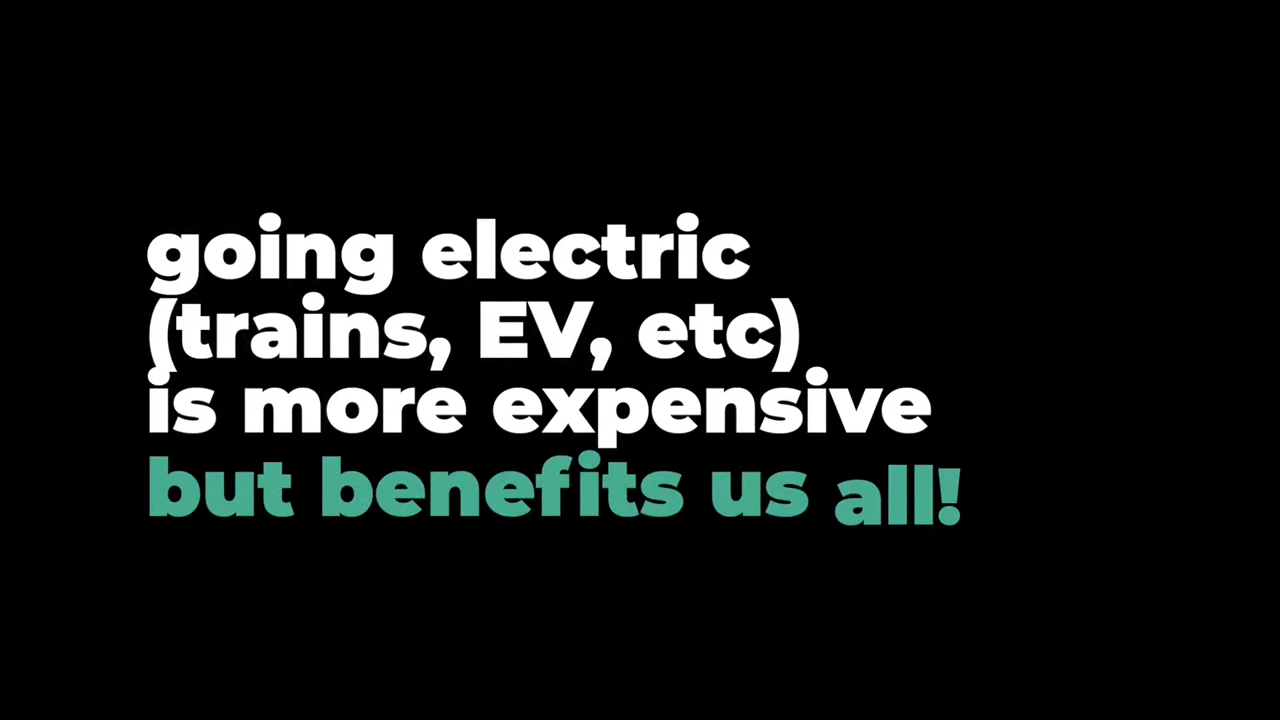 going electric
(trains, EV, etc)
is more expensive
but benefits us all!